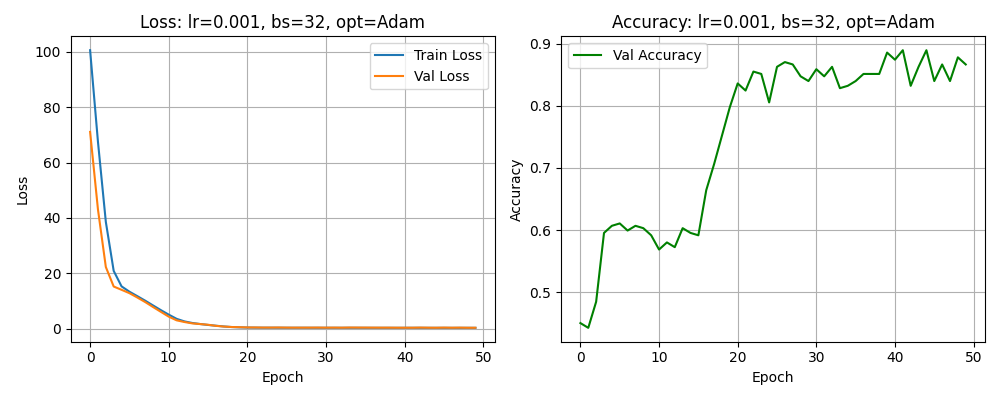 Loss: lr=0.001, bs=32, opt=Adam
Train Loss
Val Loss
100
80
60
40
20
0
Loss
0 10 20 30 40 50
Epoch
Accuracy: lr=0.001, bs=32, opt=Adam
Val Accuracy
0.9
0.8
0.7
0.6
0.5
Accuracy
0 10 20 30 40 50
Epoch